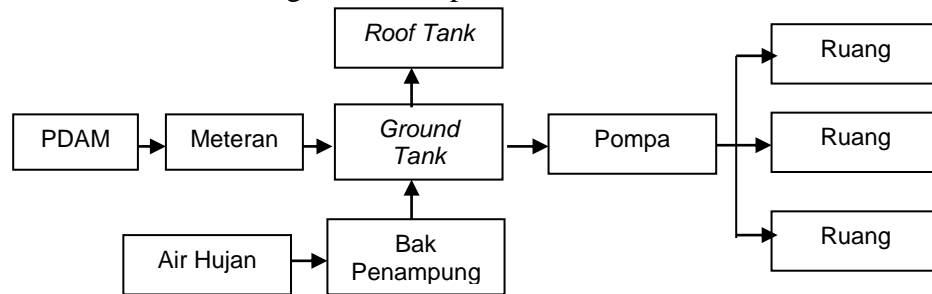 Roof Tank
Ruang
PDAM
Meteran
Ground
Tank
Pompa
Ruang
Air Hujan
Bak
Penampung
Ruang